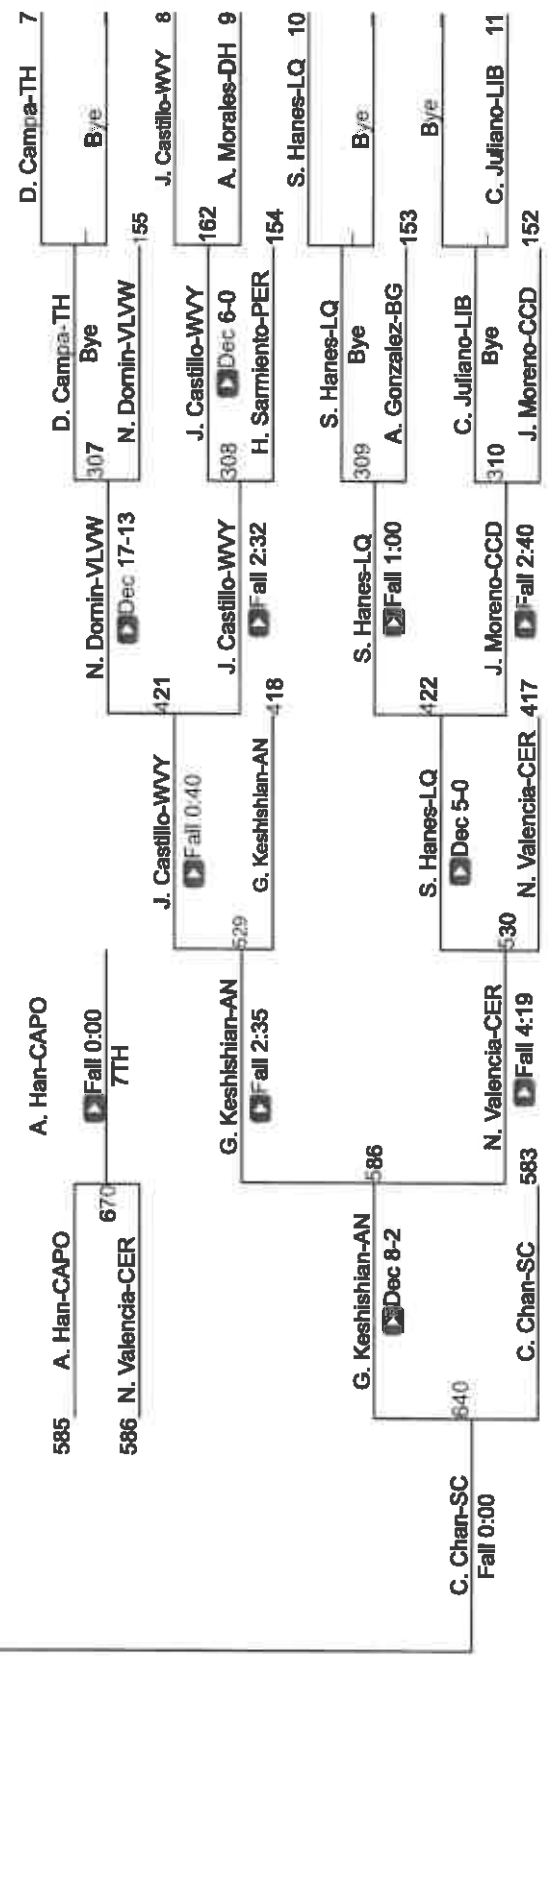 D. Campa-TH 7
Bye
J. Castillo-WVY 8
A. Morales-DH 9
S. Hanes-LQ 10
Bye
Bye
C. Juliano-LIB 11
D. Campa-TH
Bye
N. Domin-VLVW
155
J. Castillo-WVY
162
Dec 6-0
H. Sarmiento-PER
154
S. Hanes-LQ
Bye
A. Gonzalez-BG
153
C. Juliano-LIB
Bye
J. Moreno-CCD
152
307
N. Domin-VLVW
Dec 17-13
308
J. Castillo-WVY
Fall 2:32
309
S. Hanes-LQ
Fall 1:00
310
J. Moreno-CCD
Fall 2:40
421
J. Castillo-WVY
Fall 0:40
G. Keshishian-AN
418
422
S. Hanes-LQ
Dec 5-0
N. Valencia-CER
417
529
G. Keshishian-AN
Fall 2:35
530
N. Valencia-CER
Fall 4:19
A. Han-CAPO
Fall 0:00
7TH
670
585 A. Han-CAPO
586 N. Valencia-CER
586
G. Keshishian-AN
Dec 8-2
C. Chan-SC
583
640
C. Chan-SC
Fall 0:00